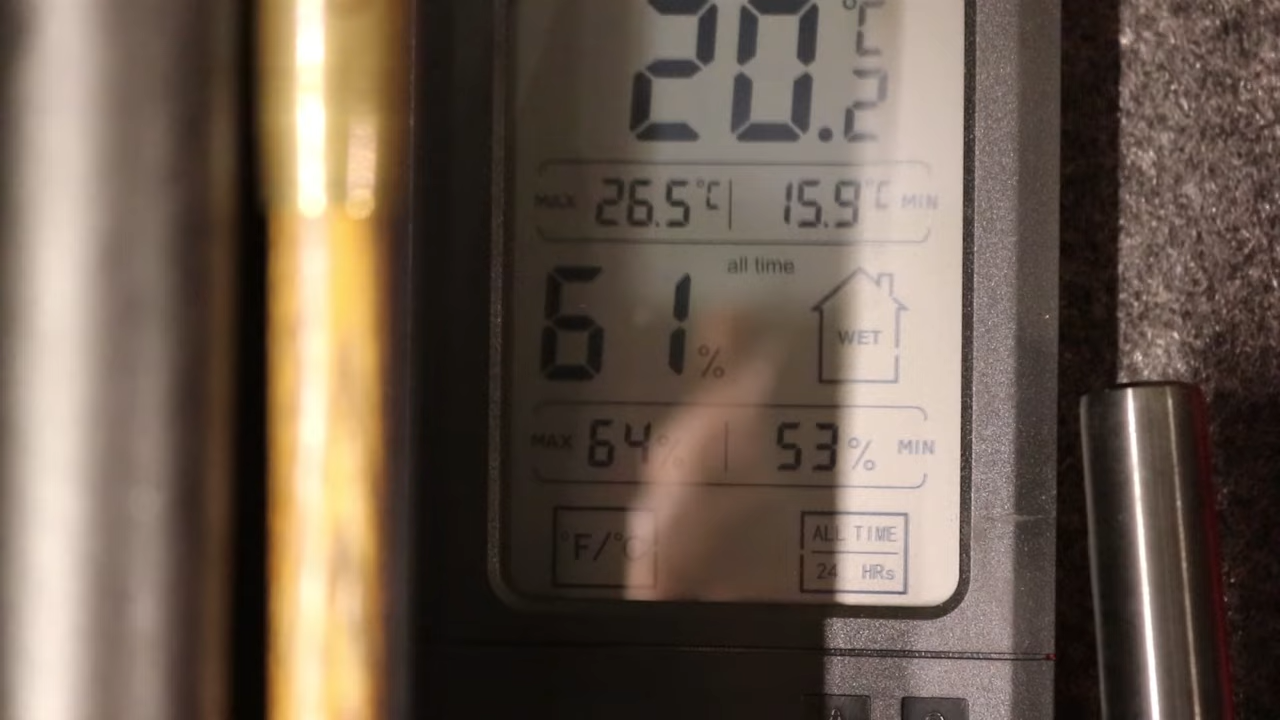 20.2 °C
MAX 26.5°C | 15.9°C MIN
all time
61%
WET
MAX 64% | 53% MIN
°F/°C
ALL TIME
24 HRs